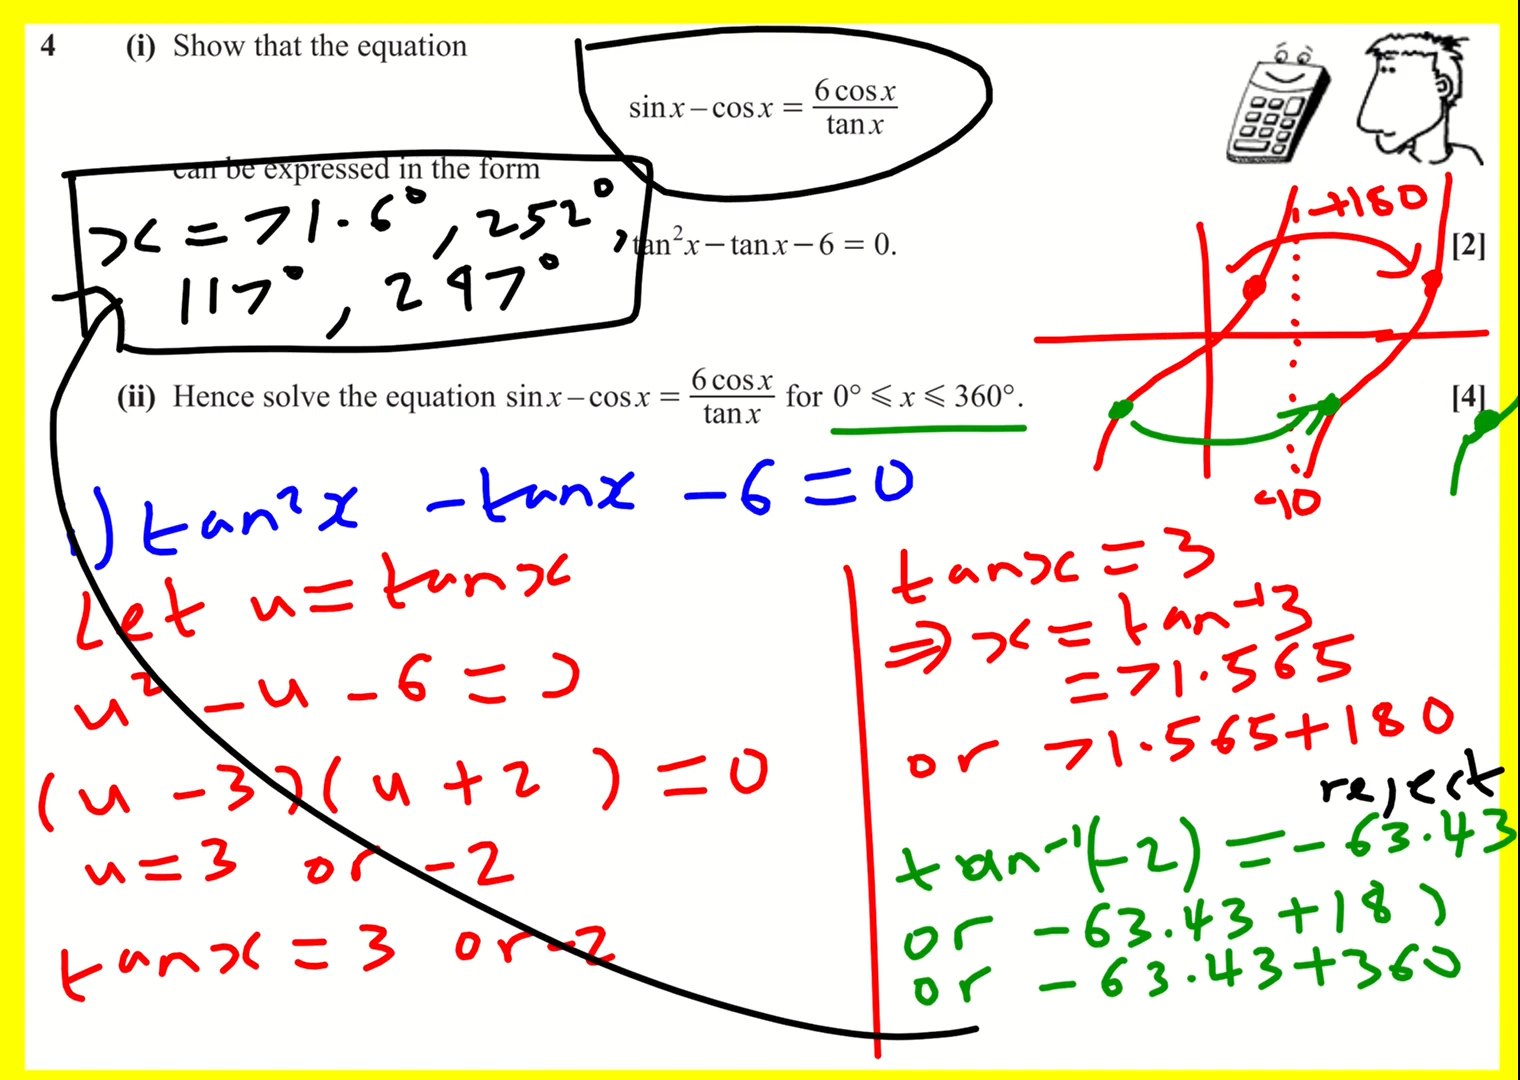 4 (i) Show that the equation
sin x − cos x = 6 cos x / tan x
can be expressed in the form
tan²x − tan x − 6 = 0. [2]
x = 71.6°, 252°,
117°, 297°
+180
90
(ii) Hence solve the equation sin x − cos x = 6 cos x / tan x for 0° ⩽ x ⩽ 360°. [4]
) tan²x − tanx − 6 = 0
Let u = tanx
u² − u − 6 = 0
(u − 3)(u + 2) = 0
u = 3 or −2
tanx = 3 or −2
tanx = 3
⇒ x = tan⁻¹3
= 71.565
or 71.565+180
reject
tan⁻¹(−2) = −63.43
or −63.43 +180
or −63.43+360